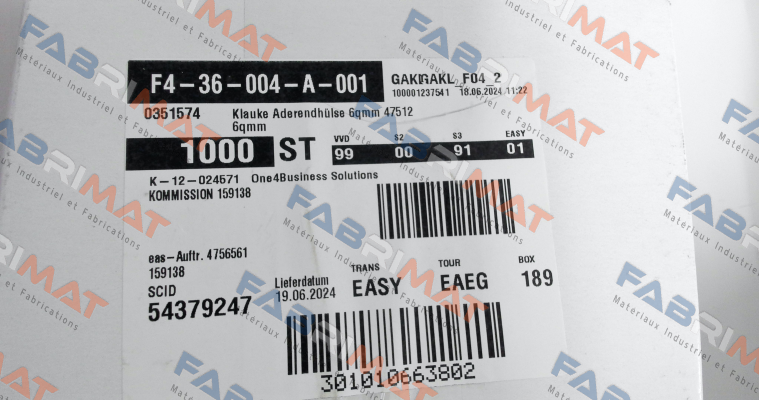 F4-36-004-A-001
GAKIRAKL_F04_2
100001237541 18.06.2024 11:22
0351574 Klauke Aderendhülse 6qmm 47512
6qmm
1000 ST
VVD S2 S3 EASY
99 00 91 01
K-12-024571 One4Business Solutions
KOMMISSION 159138
eas-Auftr. 4756561
159138
SCID
54379247
Lieferdatum
19.06.2024
TRANS TOUR BOX
EASY EAEG 189
301010663802
FABRIMAT
Matériaux Industriel et Fabrications